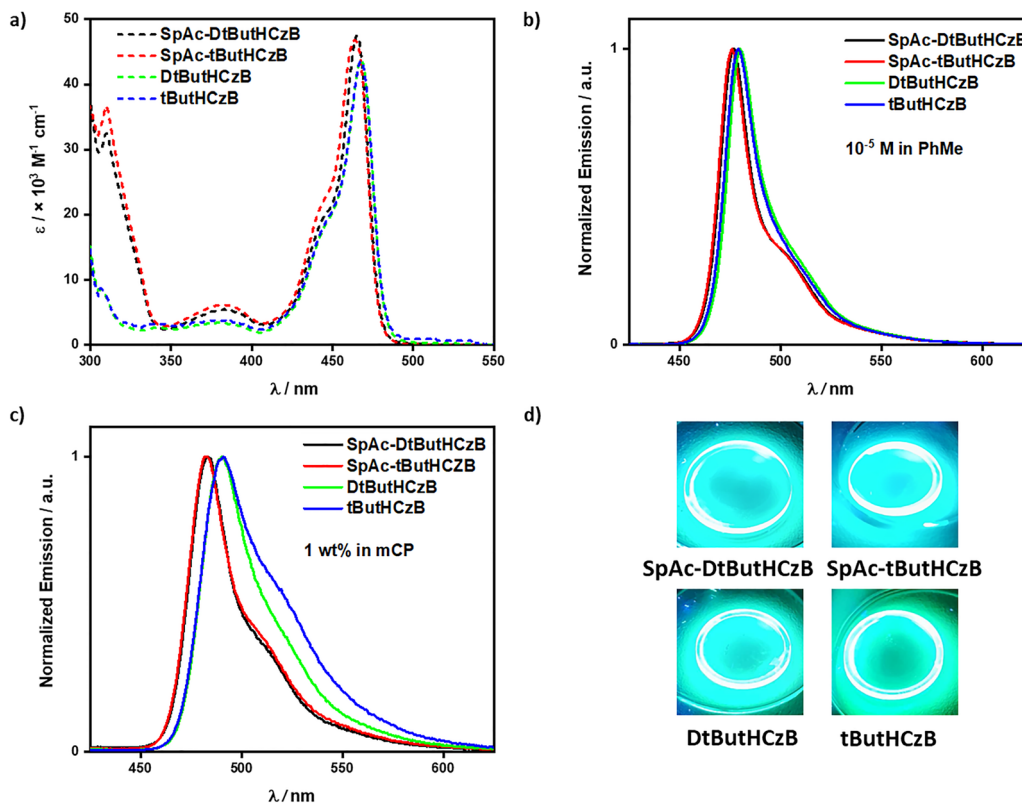 a)
50
40
30
20
10
0
ε / × 10³ M⁻¹ cm⁻¹
SpAc-DtButHCzB
SpAc-tButHCzB
DtButHCzB
tButHCzB
300 350 400 450 500 550
λ / nm
b)
1
0
Normalized Emission / a.u.
SpAc-DtButHCzB
SpAc-tButHCzB
DtButHCzB
tButHCzB
10⁻⁵ M in PhMe
450 500 550 600
λ / nm
c)
1
0
Normalized Emission / a.u.
SpAc-DtButHCzB
SpAc-tButHCZB
DtButHCzB
tButHCzB
1 wt% in mCP
450 500 550 600
λ / nm
d)
SpAc-DtButHCzB SpAc-tButHCzB
DtButHCzB tButHCzB